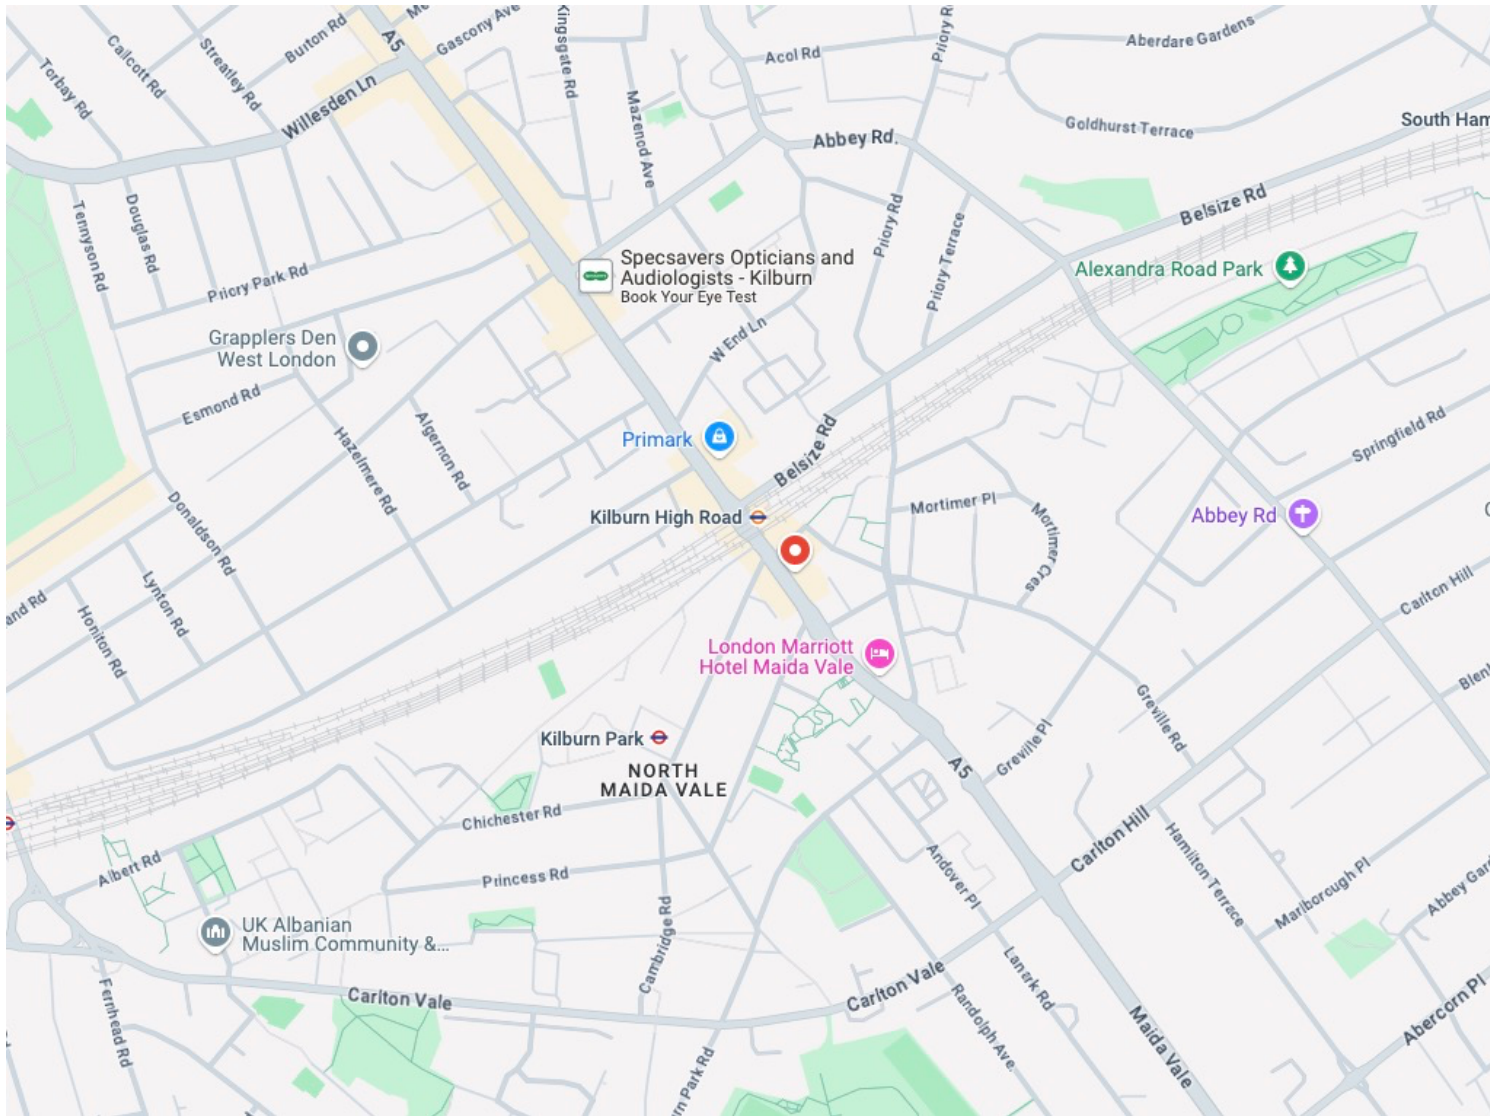 Torbay Rd
Callcott Rd
Streatley Rd
Burton Rd
A5
Gascony Ave
Kingsgate Rd
Acol Rd
Priory R
Aberdare Gardens
Willesden Ln
Mazenod Ave
Abbey Rd.
Goldhurst Terrace
South Ham
Tennyson Rd
Douglas Rd
Priory Park Rd
Priory Rd
Priory Terrace
Belsize Rd
Specsavers Opticians and
Audiologists - Kilburn
Book Your Eye Test
Alexandra Road Park
Grapplers Den
West London
W End Ln
Esmond Rd
Algernon Rd
Hazelmere Rd
Primark
Belsize Rd
Springfield Rd
Donaldson Rd
Kilburn High Road
Mortimer Pl
Mortimer Cres
Abbey Rd
Lynton Rd
Honiton Rd
and Rd
Carlton Hill
London Marriott
Hotel Maida Vale
Blenh
Greville Rd
Greville Pl
Kilburn Park
NORTH
MAIDA VALE
A5
Chichester Rd
Carlton Hill
Albert Rd
Princess Rd
Andover Pl
Hamilton Terrace
Marlborough Pl
Abbey Gard
UK Albanian
Muslim Community &...
Cambridge Rd
Carlton Vale
Carlton Vale
Lanark Rd
Randolph Ave.
Fernhead Rd
Maida Vale
Abercorn Pl
rn Park Rd